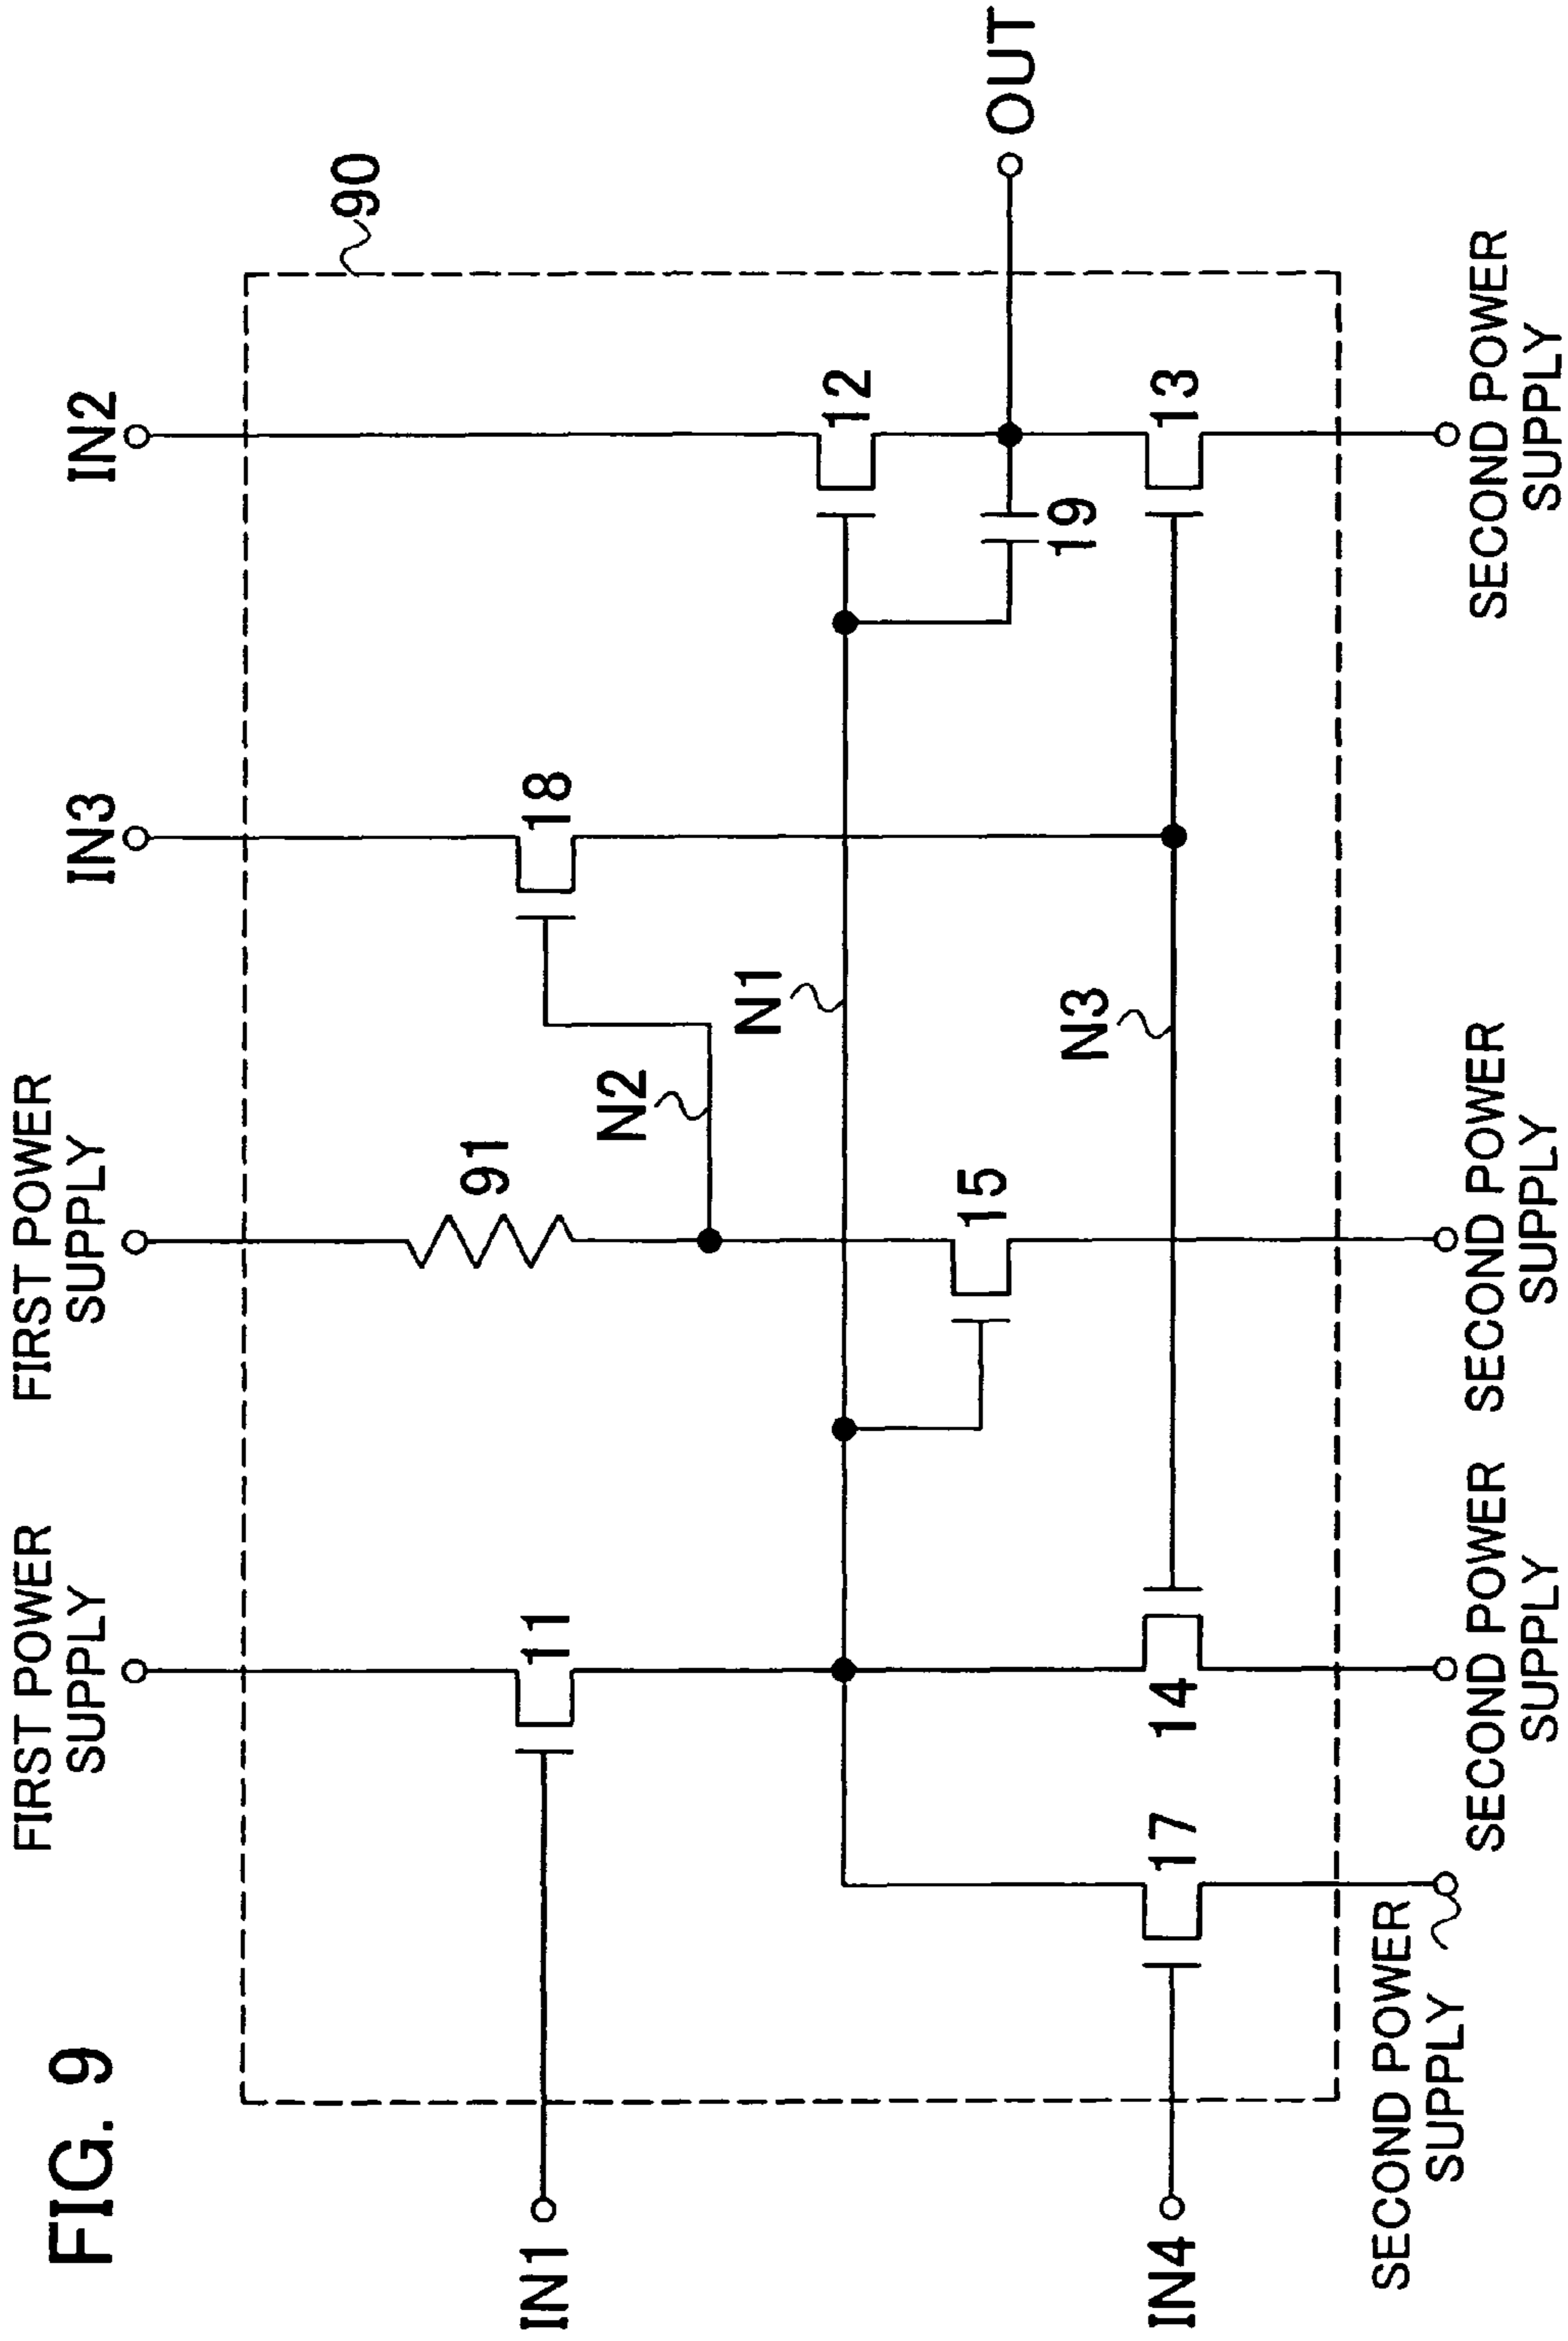 FIG. 9
FIRST POWER
SUPPLY
FIRST POWER
SUPPLY
IN3
IN2
90
IN1
11
91
18
N2
N1
12
15
19
OUT
N3
IN4
17
14
13
SECOND POWER
SUPPLY
SECOND POWER
SUPPLY
SECOND POWER
SUPPLY
SECOND POWER
SUPPLY